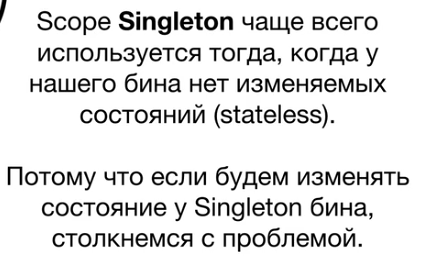 Scope Singleton чаще всего
используется тогда, когда у
нашего бина нет изменяемых
состояний (stateless).
Потому что если будем изменять
состояние у Singleton бина,
столкнемся с проблемой.